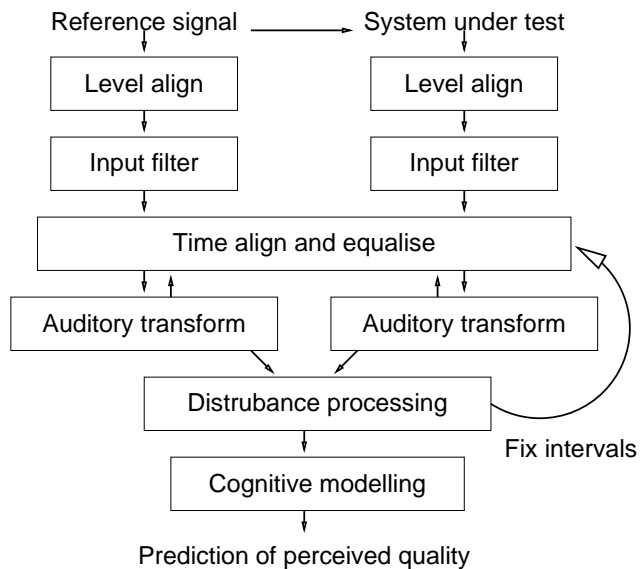 Reference signal
System under test
Level align
Level align
Input filter
Input filter
Time align and equalise
Auditory transform
Auditory transform
Distrubance processing
Fix intervals
Cognitive modelling
Prediction of perceived quality